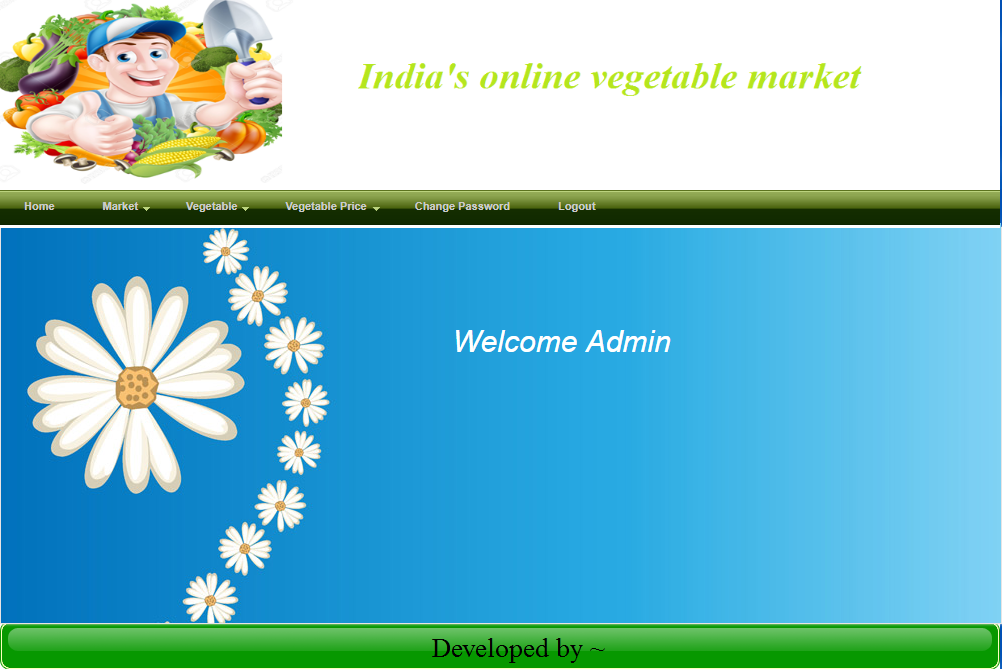 India's online vegetable market
Home Market Vegetable Vegetable Price Change Password Logout
Welcome Admin
Developed by ~